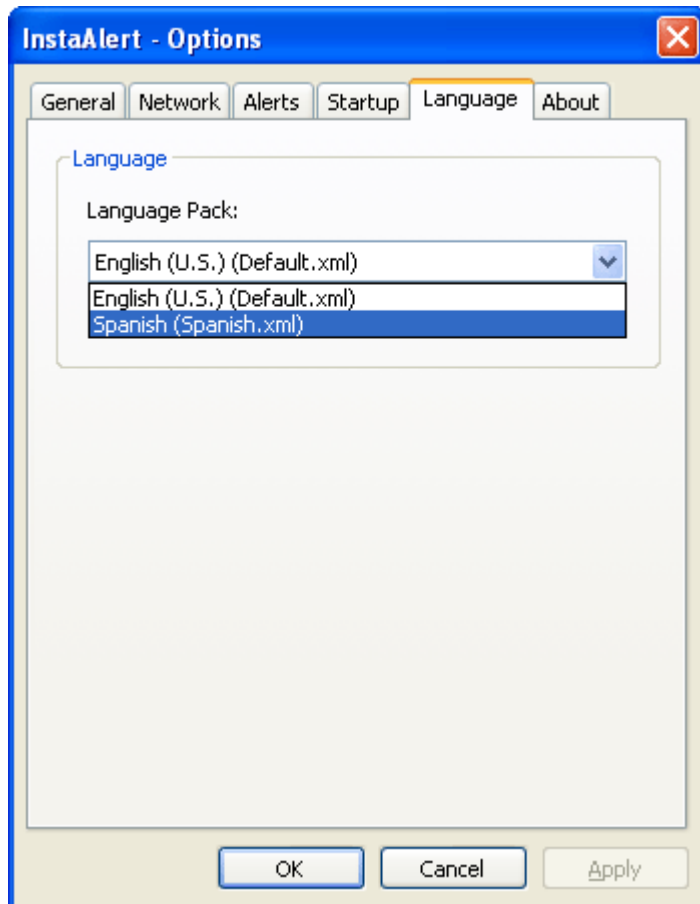 InstaAlert - Options
General Network Alerts Startup Language About
Language
Language Pack:
English (U.S.) (Default.xml)
English (U.S.) (Default.xml)
Spanish (Spanish.xml)
OK Cancel Apply